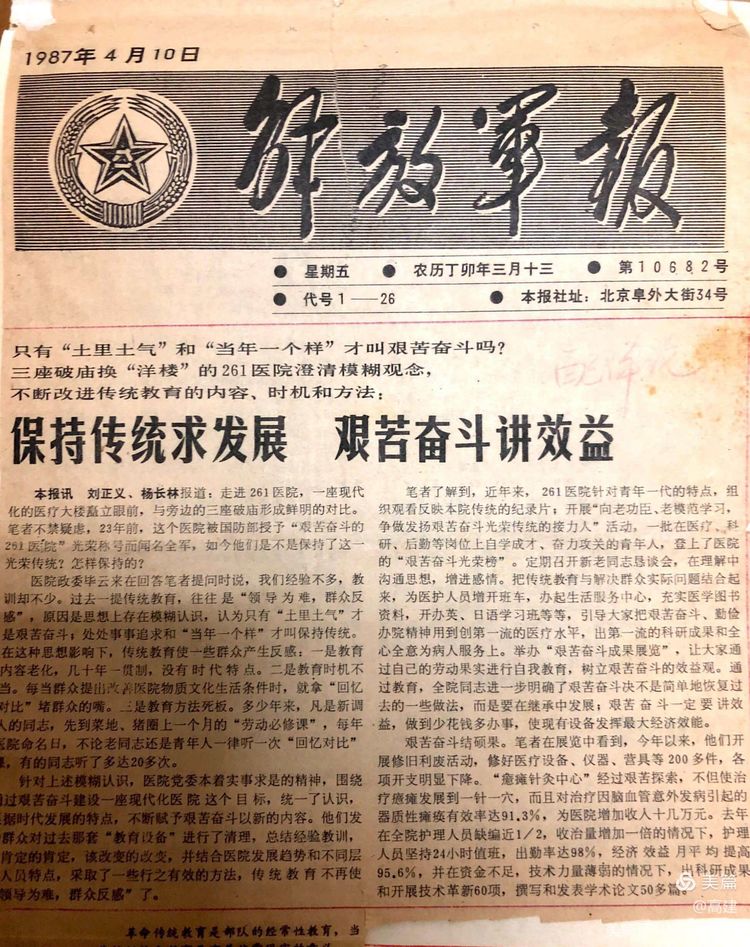 1987年4月10日
解放军报
● 星期五 ● 农历丁卯年三月十三 ● 第10682号
● 代号1—26 ● 本报社址：北京阜外大街34号
只有“土里土气”和“当年一个样”才叫艰苦奋斗吗？
三座破庙换“洋楼”的261医院澄清模糊观念，
不断改进传统教育的内容、时机和方法：
保持传统求发展 艰苦奋斗讲效益
本报讯 刘正义、杨长林报道：走进261医院，一座现代
化的医疗大楼矗立眼前，与旁边的三座破庙形成鲜明的对比。
笔者不禁疑虑，23年前，这个医院被国防部授予“艰苦奋斗的
261医院”光荣称号而闻名全军，如今他们是不是保持了这一
光荣传统？怎样保持的？
医院政委毕云来在回答笔者提问时说，我们经验不多，教
训却不少。过去一提传统教育，往往是“领导为难，群众反
感”，原因是思想上存在模糊认识，认为只有“土里土气”才
是艰苦奋斗；处处事事追求和“当年一个样”才叫保持传统。
在这种思想影响下，传统教育使一些群众产生反感：一是教育
内容老化，几十年一贯制，没有时代特点。二是教育时机不
当。每当群众提出改善医院物质文化生活条件时，就拿“回忆
对比”堵群众的嘴。三是教育方法死板。多少年来，凡是新调
人的同志，先到菜地、猪圈上一个月的“劳动必修课”，每年
医院命名日，不论老同志还是青年人一律听一次“回忆对比”
课，有的同志听了多达20多次。
针对上述模糊认识，医院党委本着实事求是的精神，围绕
通过艰苦奋斗建设一座现代化医院这个目标，统一了认识，
据时代发展的特点，不断赋予艰苦奋斗以新的内容。他们发
群众对过去那套“教育设备”进行了清理，总结经验教训，
肯定的肯定，该改变的改变，并结合医院发展趋势和不同层
人员特点，采取了一些行之有效的方法，传统教育不再使
领导为难，群众反感”了。
笔者了解到，近年来，261医院针对青年一代的特点，组
织观看反映本院传统的纪录片；开展“向老功臣、老模范学习，
争做发扬艰苦奋斗光荣传统的接力人”活动，一批在医疗、科
研、后勤等岗位上自学成才、奋力攻关的青年人，登上了医院
的“艰苦奋斗光荣榜”。定期召开新老同志恳谈会，在理解中
沟通思想，增进感情。把传统教育与解决群众实际问题结合起
来，为医护人员增开班车，办起生活服务中心，充实医学图书
资料，开办英、日语学习班等等，引导大家把艰苦奋斗、勤俭
办院精神用到创第一流的医疗水平，出第一流的科研成果和全
心全意为病人服务上。举办“艰苦奋斗成果展览”，让大家通
过自己的劳动果实进行自我教育，树立艰苦奋斗的效益观。通
过教育，全院同志进一步明确了艰苦奋斗决不是简单地恢复过
去的一些做法，而是要在继承中发展；艰苦奋斗一定要讲效
益，做到少花钱多办事，使现有设备发挥最大经济效能。
艰苦奋斗结硕果。笔者在展览中看到，今年以来，他们开
展修旧利废活动，修好医疗设备、仪器、营具等200多件，各
项开支明显下降。“瘫痪针灸中心”经过艰苦探索，不但使治
疗瘫痪发展到一针一穴，而且对治疗因脑血管意外发病引起的
器质性瘫痪有效率达91.3%，为医院增加收入十几万元。去年
在全院护理人员缺编近1/2，收治量增加一倍的情况下，护理
人员坚持24小时值班，出勤率达98%，经济效益月平均提高
95.6%，并在资金不足，技术力量薄弱的情况下，出科研成果
和开展技术革新60项，撰写和发表学术论文50多篇。
革命传统教育是部队的经常性教育，当
美篇
@高建